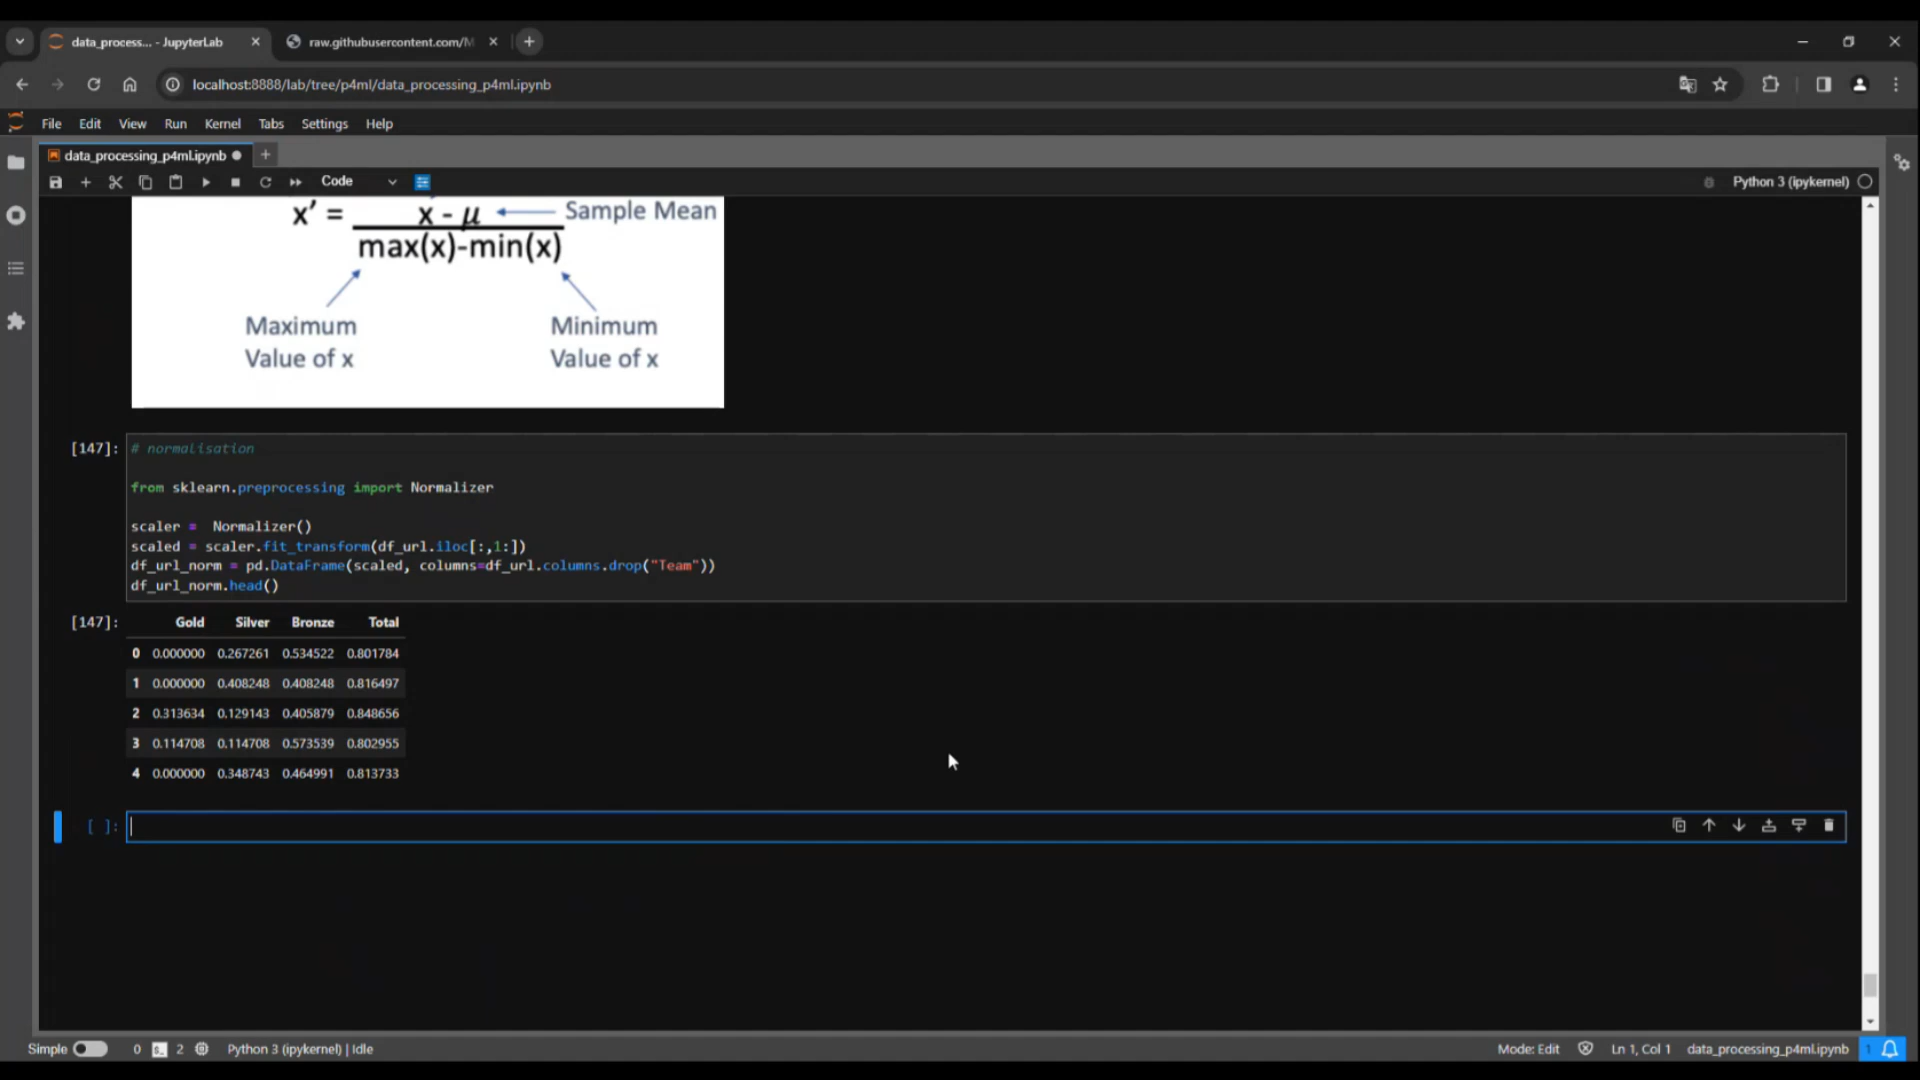 data_process... - JupyterLab
raw.githubusercontent.com/M
localhost:8888/lab/tree/p4ml/data_processing_p4ml.ipynb
File Edit View Run Kernel Tabs Settings Help
data_processing_p4ml.ipynb
Code
Python 3 (ipykernel)
x' = x - μ
Sample Mean
max(x)-min(x)
Maximum Minimum
Value of x Value of x
[147]: # normalisation
from sklearn.preprocessing import Normalizer
scaler =  Normalizer()
scaled = scaler.fit_transform(df_url.iloc[:,1:])
df_url_norm = pd.DataFrame(scaled, columns=df_url.columns.drop("Team"))
df_url_norm.head()
[147]: Gold Silver Bronze Total
0 0.000000 0.267261 0.534522 0.801784
1 0.000000 0.408248 0.408248 0.816497
2 0.313634 0.129143 0.405879 0.848656
3 0.114708 0.114708 0.573539 0.802955
4 0.000000 0.348743 0.464991 0.813733
[ ]:
Simple 0 2 Python 3 (ipykernel) | Idle Mode: Edit Ln 1, Col 1 data_processing_p4ml.ipynb 1